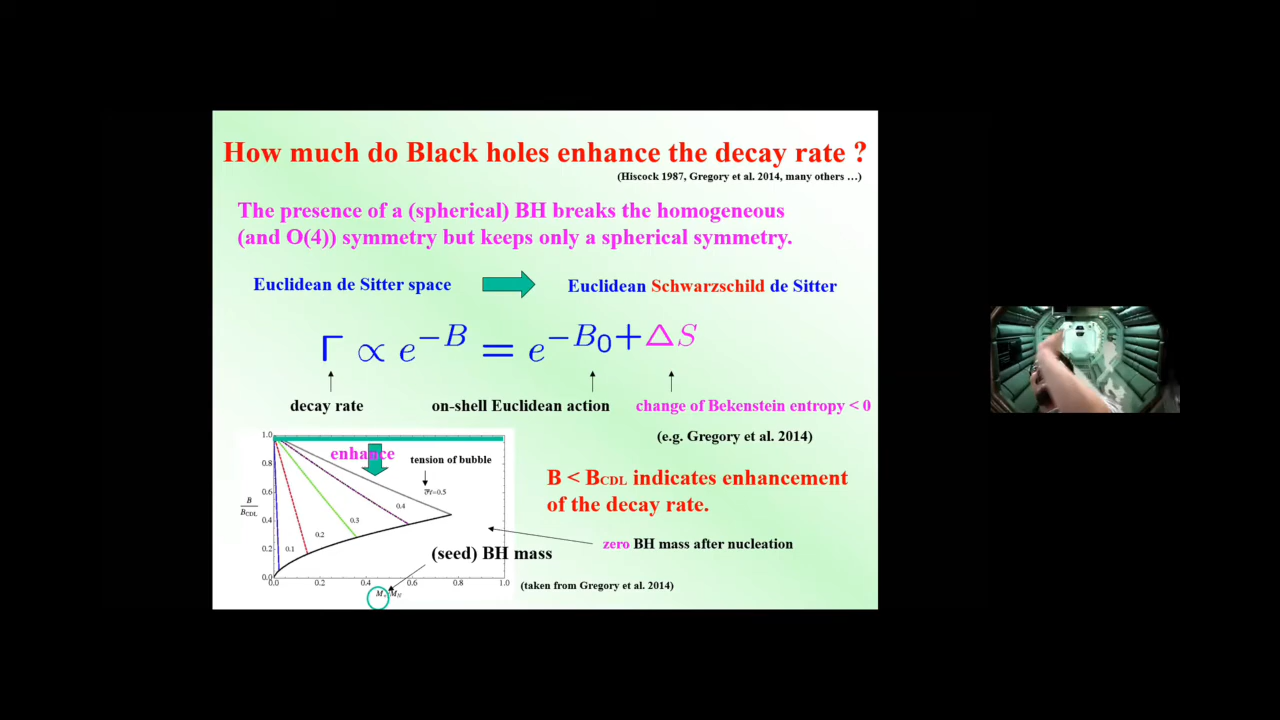 How much do Black holes enhance the decay rate ?
(Hiscock 1987, Gregory et al. 2014, many others …)
The presence of a (spherical) BH breaks the homogeneous
(and O(4)) symmetry but keeps only a spherical symmetry.
Euclidean de Sitter space
Euclidean Schwarzschild de Sitter
Γ ∝ e^{−B} = e^{−B₀+ΔS}
decay rate
on-shell Euclidean action
change of Bekenstein entropy < 0
(e.g. Gregory et al. 2014)
1.0
0.8
0.6
0.4
0.2
0.0
B
B_CDL
enhance
tension of bubble
0.4
0.3
0.2
0.1
B < B_CDL indicates enhancement
of the decay rate.
zero BH mass after nucleation
(seed) BH mass
0.0 0.2 0.4 0.6 0.8 1.0
(taken from Gregory et al. 2014)